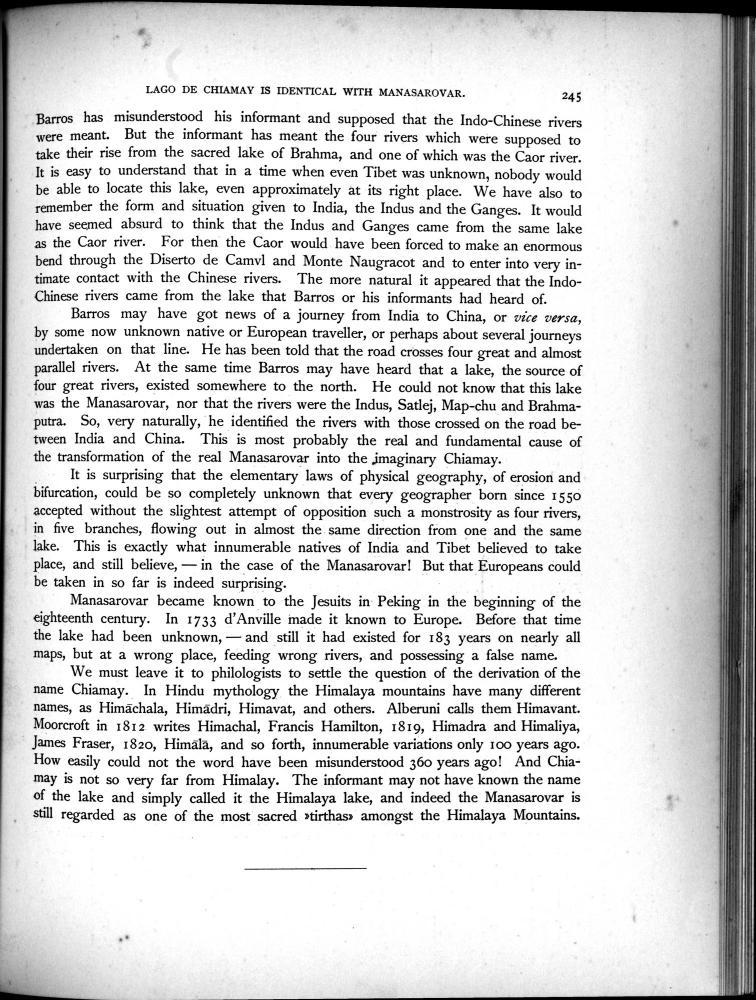 LAGO DE CHIAMAY IS IDENTICAL WITH MANASAROVAR.
245
Barros has misunderstood his informant and supposed that the Indo-Chinese rivers
were meant. But the informant has meant the four rivers which were supposed to
take their rise from the sacred lake of Brahma, and one of which was the Caor river.
It is easy to understand that in a time when even Tibet was unknown, nobody would
be able to locate this lake, even approximately at its right place. We have also to
remember the form and situation given to India, the Indus and the Ganges. It would
have seemed absurd to think that the Indus and Ganges came from the same lake
as the Caor river. For then the Caor would have been forced to make an enormous
bend through the Diserto de Camvl and Monte Naugracot and to enter into very in-
timate contact with the Chinese rivers. The more natural it appeared that the Indo-
Chinese rivers came from the lake that Barros or his informants had heard of.
Barros may have got news of a journey from India to China, or vice versa,
by some now unknown native or European traveller, or perhaps about several journeys
undertaken on that line. He has been told that the road crosses four great and almost
parallel rivers. At the same time Barros may have heard that a lake, the source of
four great rivers, existed somewhere to the north. He could not know that this lake
was the Manasarovar, nor that the rivers were the Indus, Satlej, Map-chu and Brahma-
putra. So, very naturally, he identified the rivers with those crossed on the road be-
tween India and China. This is most probably the real and fundamental cause of
the transformation of the real Manasarovar into the imaginary Chiamay.
It is surprising that the elementary laws of physical geography, of erosion and
bifurcation, could be so completely unknown that every geographer born since 1550
accepted without the slightest attempt of opposition such a monstrosity as four rivers,
in five branches, flowing out in almost the same direction from one and the same
lake. This is exactly what innumerable natives of India and Tibet believed to take
place, and still believe, — in the case of the Manasarovar! But that Europeans could
be taken in so far is indeed surprising.
Manasarovar became known to the Jesuits in Peking in the beginning of the
eighteenth century. In 1733 d'Anville made it known to Europe. Before that time
the lake had been unknown, — and still it had existed for 183 years on nearly all
maps, but at a wrong place, feeding wrong rivers, and possessing a false name.
We must leave it to philologists to settle the question of the derivation of the
name Chiamay. In Hindu mythology the Himalaya mountains have many different
names, as Himāchala, Himādri, Himavat, and others. Alberuni calls them Himavant.
Moorcroft in 1812 writes Himachal, Francis Hamilton, 1819, Himadra and Himaliya,
James Fraser, 1820, Himālā, and so forth, innumerable variations only 100 years ago.
How easily could not the word have been misunderstood 360 years ago! And Chia-
may is not so very far from Himalay. The informant may not have known the name
of the lake and simply called it the Himalaya lake, and indeed the Manasarovar is
still regarded as one of the most sacred »tirthas» amongst the Himalaya Mountains.